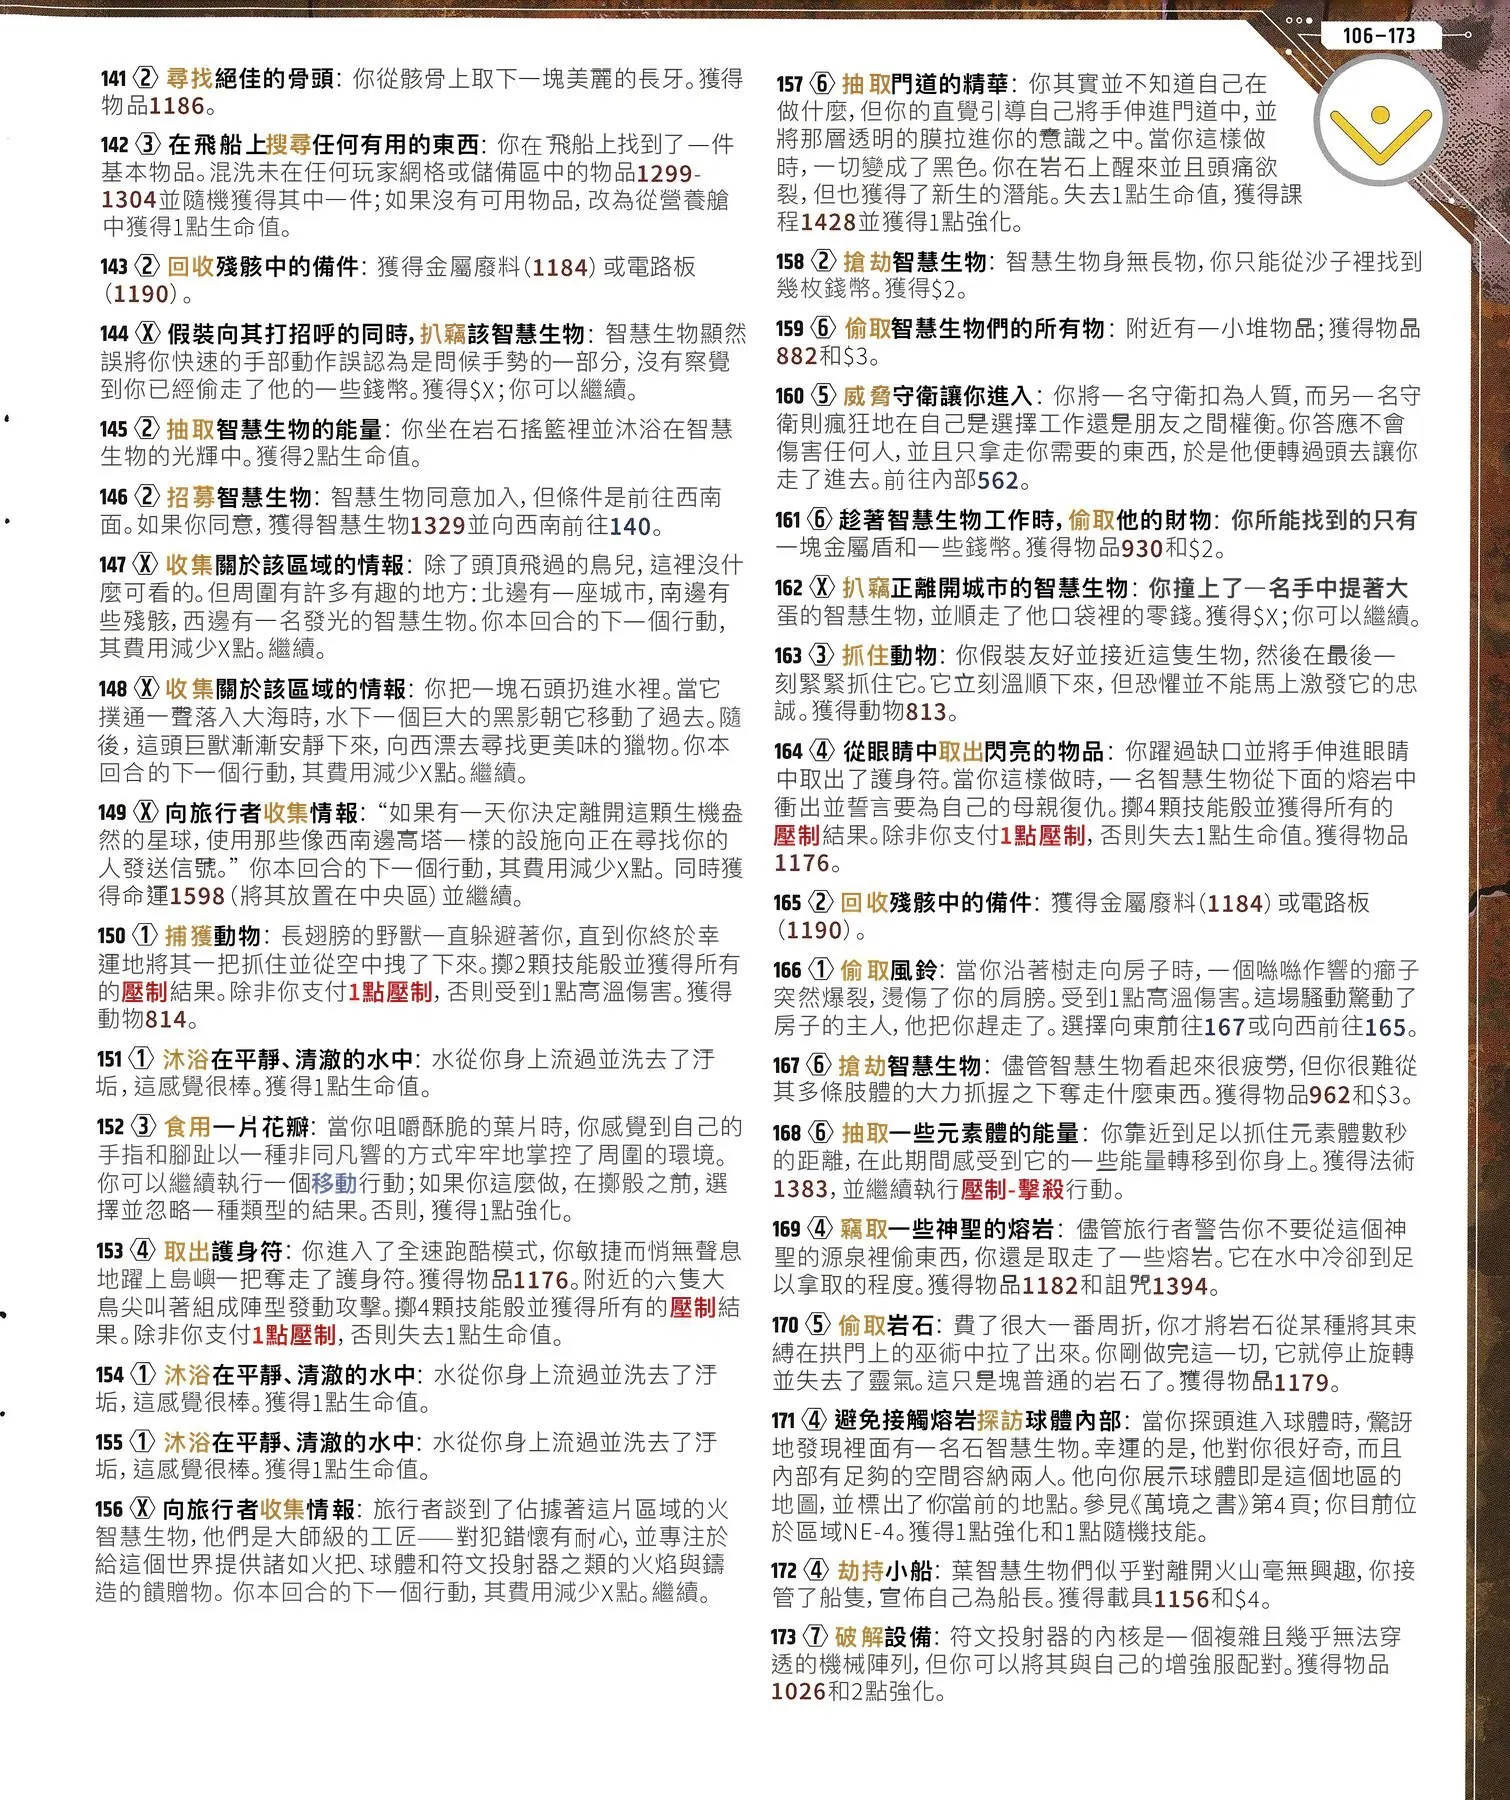 106–173
141 2 尋找絕佳的骨頭：你從骸骨上取下一塊美麗的長牙。獲得
物品1186。
142 3 在飛船上搜尋任何有用的東西：你在飛船上找到了一件
基本物品。混洗未在任何玩家網格或儲備區中的物品1299-
1304並隨機獲得其中一件；如果沒有可用物品，改為從營養艙
中獲得1點生命值。
143 2 回收殘骸中的備件：獲得金屬廢料（1184）或電路板
（1190）。
144 X 假裝向其打招呼的同時，扒竊該智慧生物：智慧生物顯然
誤將你快速的手部動作誤認為是問候手勢的一部分，沒有察覺
到你已經偷走了他的一些錢幣。獲得$X；你可以繼續。
145 2 抽取智慧生物的能量：你坐在岩石搖籃裡並沐浴在智慧
生物的光輝中。獲得2點生命值。
146 2 招募智慧生物：智慧生物同意加入，但條件是前往西南
面。如果你同意，獲得智慧生物1329並向西南前往140。
147 X 收集關於該區域的情報：除了頭頂飛過的鳥兒，這裡沒什
麼可看的。但周圍有許多有趣的地方：北邊有一座城市，南邊有
些殘骸，西邊有一名發光的智慧生物。你本回合的下一個行動，
其費用減少X點。繼續。
148 X 收集關於該區域的情報：你把一塊石頭扔進水裡。當它
撲通一聲落入大海時，水下一個巨大的黑影朝它移動了過去。隨
後，這頭巨獸漸漸安靜下來，向西漂去尋找更美味的獵物。你本
回合的下一個行動，其費用減少X點。繼續。
149 X 向旅行者收集情報：“如果有一天你決定離開這顆生機盎
然的星球，使用那些像西南邊高塔一樣的設施向正在尋找你的
人發送信號。”你本回合的下一個行動，其費用減少X點。同時獲
得命運1598（將其放置在中央區）並繼續。
150 1 捕獲動物：長翅膀的野獸一直躲避著你，直到你終於幸
運地將其一把抓住並從空中拽了下來。擲2顆技能骰並獲得所有
的壓制結果。除非你支付1點壓制，否則受到1點高溫傷害。獲得
動物814。
151 1 沐浴在平靜、清澈的水中：水從你身上流過並洗去了汙
垢，這感覺很棒。獲得1點生命值。
152 3 食用一片花瓣：當你咀嚼酥脆的葉片時，你感覺到自己的
手指和腳趾以一種非同凡響的方式牢牢地掌控了周圍的環境。
你可以繼續執行一個移動行動；如果你這麼做，在擲骰之前，選
擇並忽略一種類型的結果。否則，獲得1點強化。
153 4 取出護身符：你進入了全速跑酷模式，你敏捷而悄無聲息
地躍上島嶼一把奪走了護身符。獲得物品1176。附近的六隻大
鳥尖叫著組成陣型發動攻擊。擲4顆技能骰並獲得所有的壓制結
果。除非你支付1點壓制，否則失去1點生命值。
154 1 沐浴在平靜、清澈的水中：水從你身上流過並洗去了汙
垢，這感覺很棒。獲得1點生命值。
155 1 沐浴在平靜、清澈的水中：水從你身上流過並洗去了汙
垢，這感覺很棒。獲得1點生命值。
156 X 向旅行者收集情報：旅行者談到了佔據著這片區域的火
智慧生物，他們是大師級的工匠——對犯錯懷有耐心，並專注於
給這個世界提供諸如火把、球體和符文投射器之類的火焰與鑄
造的饋贈物。你本回合的下一個行動，其費用減少X點。繼續。
157 6 抽取門道的精華：你其實並不知道自己在
做什麼，但你的直覺引導自己將手伸進門道中，並
將那層透明的膜拉進你的意識之中。當你這樣做
時，一切變成了黑色。你在岩石上醒來並且頭痛欲
裂，但也獲得了新生的潛能。失去1點生命值，獲得課
程1428並獲得1點強化。
158 2 搶劫智慧生物：智慧生物身無長物，你只能從沙子裡找到
幾枚錢幣。獲得$2。
159 6 偷取智慧生物們的所有物：附近有一小堆物品；獲得物品
882和$3。
160 5 威脅守衛讓你進入：你將一名守衛扣為人質，而另一名守
衛則瘋狂地在自己是選擇工作還是朋友之間權衡。你答應不會
傷害任何人，並且只拿走你需要的東西，於是他便轉過頭去讓你
走了進去。前往內部562。
161 6 趁著智慧生物工作時，偷取他的財物：你所能找到的只有
一塊金屬盾和一些錢幣。獲得物品930和$2。
162 X 扒竊正離開城市的智慧生物：你撞上了一名手中提著大
蛋的智慧生物，並順走了他口袋裡的零錢。獲得$X；你可以繼續。
163 3 抓住動物：你假裝友好並接近這隻生物，然後在最後一
刻緊緊抓住它。它立刻溫順下來，但恐懼並不能馬上激發它的忠
誠。獲得動物813。
164 4 從眼睛中取出閃亮的物品：你躍過缺口並將手伸進眼睛
中取出了護身符。當你這樣做時，一名智慧生物從下面的熔岩中
衝出並誓言要為自己的母親復仇。擲4顆技能骰並獲得所有的
壓制結果。除非你支付1點壓制，否則失去1點生命值。獲得物品
1176。
165 2 回收殘骸中的備件：獲得金屬廢料（1184）或電路板
（1190）。
166 1 偷取風鈴：當你沿著樹走向房子時，一個噝噝作響的癤子
突然爆裂，燙傷了你的肩膀。受到1點高溫傷害。這場騷動驚動了
房子的主人，他把你趕走了。選擇向東前往167或向西前往165。
167 6 搶劫智慧生物：儘管智慧生物看起來很疲勞，但你很難從
其多條肢體的大力抓握之下奪走什麼東西。獲得物品962和$3。
168 6 抽取一些元素體的能量：你靠近到足以抓住元素體數秒
的距離，在此期間感受到它的一些能量轉移到你身上。獲得法術
1383，並繼續執行壓制-擊殺行動。
169 4 竊取一些神聖的熔岩：儘管旅行者警告你不要從這個神
聖的源泉裡偷東西，你還是取走了一些熔岩。它在水中冷卻到足
以拿取的程度。獲得物品1182和詛咒1394。
170 5 偷取岩石：費了很大一番周折，你才將岩石從某種將其束
縛在拱門上的巫術中拉了出來。你剛做完這一切，它就停止旋轉
並失去了靈氣。這只是塊普通的岩石了。獲得物品1179。
171 4 避免接觸熔岩探訪球體內部：當你探頭進入球體時，驚訝
地發現裡面有一名石智慧生物。幸運的是，他對你很好奇，而且
內部有足夠的空間容納兩人。他向你展示球體即是這個地區的
地圖，並標出了你當前的地點。參見《萬境之書》第4頁；你目前位
於區域NE-4。獲得1點強化和1點隨機技能。
172 4 劫持小船：葉智慧生物們似乎對離開火山毫無興趣，你接
管了船隻，宣佈自己為船長。獲得載具1156和$4。
173 7 破解設備：符文投射器的內核是一個複雜且幾乎無法穿
透的機械陣列，但你可以將其與自己的增強服配對。獲得物品
1026和2點強化。